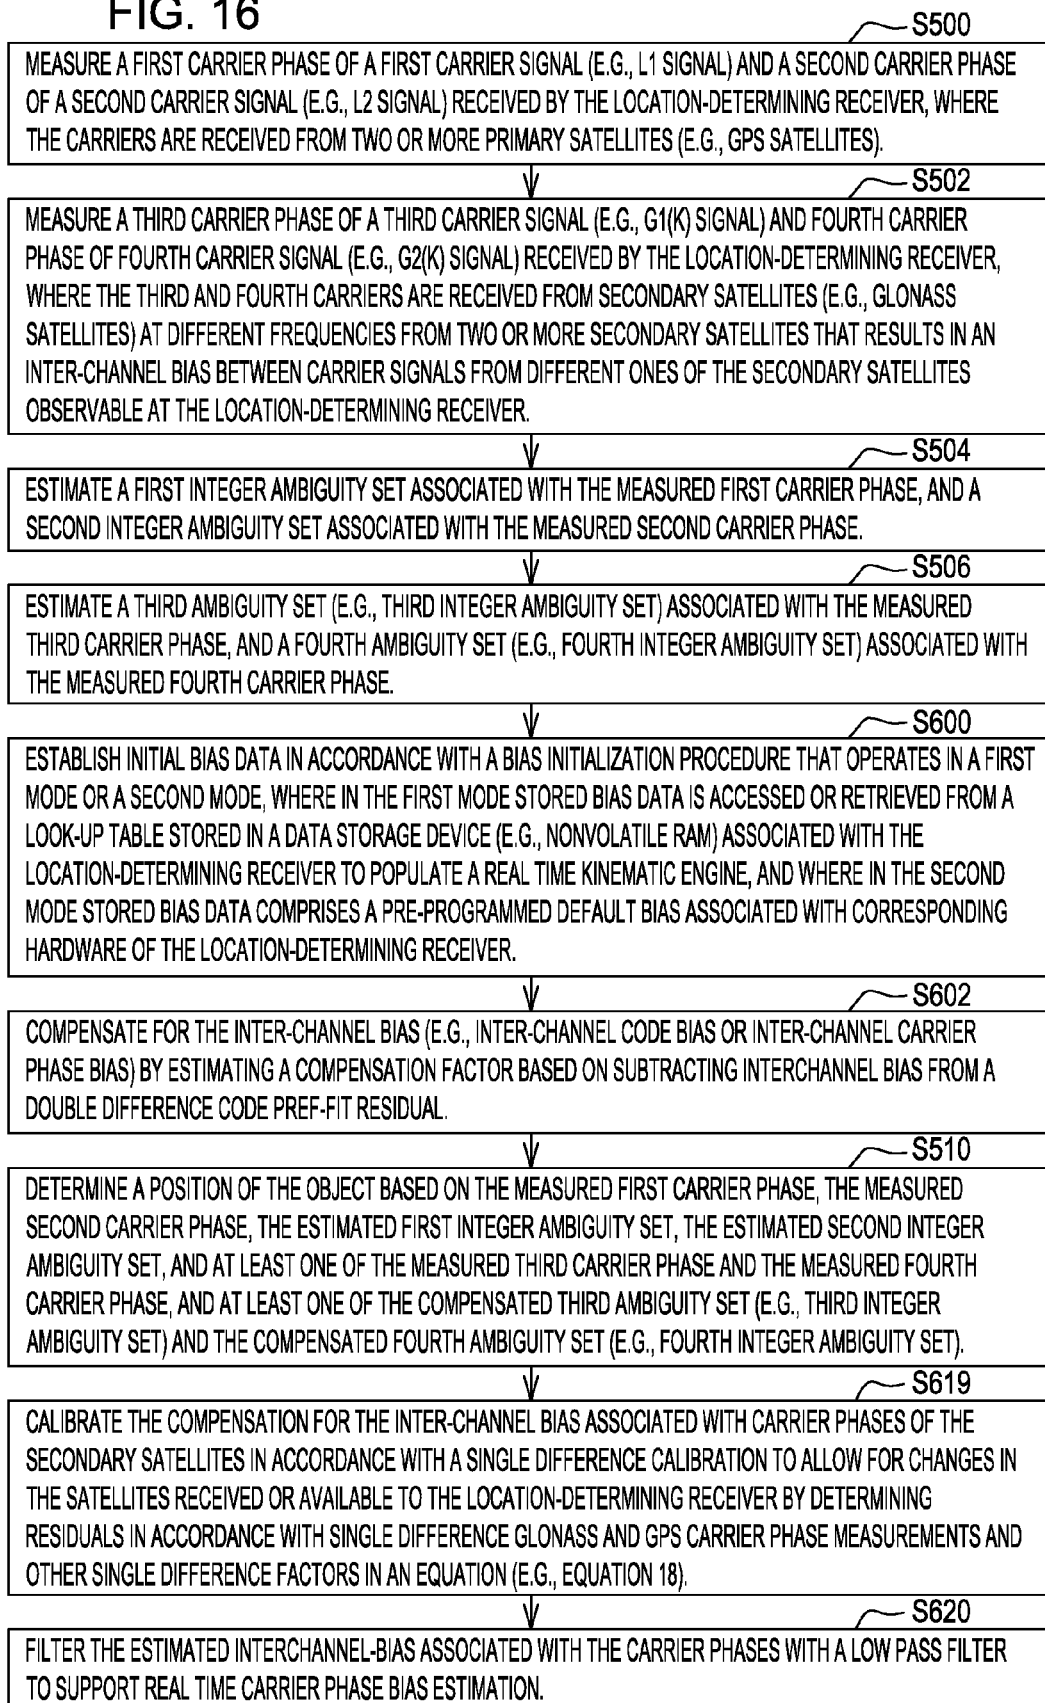 FIG. 16
S500
MEASURE A FIRST CARRIER PHASE OF A FIRST CARRIER SIGNAL (E.G., L1 SIGNAL) AND A SECOND CARRIER PHASE
OF A SECOND CARRIER SIGNAL (E.G., L2 SIGNAL) RECEIVED BY THE LOCATION-DETERMINING RECEIVER, WHERE
THE CARRIERS ARE RECEIVED FROM TWO OR MORE PRIMARY SATELLITES (E.G., GPS SATELLITES).
S502
MEASURE A THIRD CARRIER PHASE OF A THIRD CARRIER SIGNAL (E.G., G1(K) SIGNAL) AND FOURTH CARRIER
PHASE OF FOURTH CARRIER SIGNAL (E.G., G2(K) SIGNAL) RECEIVED BY THE LOCATION-DETERMINING RECEIVER,
WHERE THE THIRD AND FOURTH CARRIERS ARE RECEIVED FROM SECONDARY SATELLITES (E.G., GLONASS
SATELLITES) AT DIFFERENT FREQUENCIES FROM TWO OR MORE SECONDARY SATELLITES THAT RESULTS IN AN
INTER-CHANNEL BIAS BETWEEN CARRIER SIGNALS FROM DIFFERENT ONES OF THE SECONDARY SATELLITES
OBSERVABLE AT THE LOCATION-DETERMINING RECEIVER.
S504
ESTIMATE A FIRST INTEGER AMBIGUITY SET ASSOCIATED WITH THE MEASURED FIRST CARRIER PHASE, AND A
SECOND INTEGER AMBIGUITY SET ASSOCIATED WITH THE MEASURED SECOND CARRIER PHASE.
S506
ESTIMATE A THIRD AMBIGUITY SET (E.G., THIRD INTEGER AMBIGUITY SET) ASSOCIATED WITH THE MEASURED
THIRD CARRIER PHASE, AND A FOURTH AMBIGUITY SET (E.G., FOURTH INTEGER AMBIGUITY SET) ASSOCIATED WITH
THE MEASURED FOURTH CARRIER PHASE.
S600
ESTABLISH INITIAL BIAS DATA IN ACCORDANCE WITH A BIAS INITIALIZATION PROCEDURE THAT OPERATES IN A FIRST
MODE OR A SECOND MODE, WHERE IN THE FIRST MODE STORED BIAS DATA IS ACCESSED OR RETRIEVED FROM A
LOOK-UP TABLE STORED IN A DATA STORAGE DEVICE (E.G., NONVOLATILE RAM) ASSOCIATED WITH THE
LOCATION-DETERMINING RECEIVER TO POPULATE A REAL TIME KINEMATIC ENGINE, AND WHERE IN THE SECOND
MODE STORED BIAS DATA COMPRISES A PRE-PROGRAMMED DEFAULT BIAS ASSOCIATED WITH CORRESPONDING
HARDWARE OF THE LOCATION-DETERMINING RECEIVER.
S602
COMPENSATE FOR THE INTER-CHANNEL BIAS (E.G., INTER-CHANNEL CODE BIAS OR INTER-CHANNEL CARRIER
PHASE BIAS) BY ESTIMATING A COMPENSATION FACTOR BASED ON SUBTRACTING INTERCHANNEL BIAS FROM A
DOUBLE DIFFERENCE CODE PREF-FIT RESIDUAL.
S510
DETERMINE A POSITION OF THE OBJECT BASED ON THE MEASURED FIRST CARRIER PHASE, THE MEASURED
SECOND CARRIER PHASE, THE ESTIMATED FIRST INTEGER AMBIGUITY SET, THE ESTIMATED SECOND INTEGER
AMBIGUITY SET, AND AT LEAST ONE OF THE MEASURED THIRD CARRIER PHASE AND THE MEASURED FOURTH
CARRIER PHASE, AND AT LEAST ONE OF THE COMPENSATED THIRD AMBIGUITY SET (E.G., THIRD INTEGER
AMBIGUITY SET) AND THE COMPENSATED FOURTH AMBIGUITY SET (E.G., FOURTH INTEGER AMBIGUITY SET).
S619
CALIBRATE THE COMPENSATION FOR THE INTER-CHANNEL BIAS ASSOCIATED WITH CARRIER PHASES OF THE
SECONDARY SATELLITES IN ACCORDANCE WITH A SINGLE DIFFERENCE CALIBRATION TO ALLOW FOR CHANGES IN
THE SATELLITES RECEIVED OR AVAILABLE TO THE LOCATION-DETERMINING RECEIVER BY DETERMINING
RESIDUALS IN ACCORDANCE WITH SINGLE DIFFERENCE GLONASS AND GPS CARRIER PHASE MEASUREMENTS AND
OTHER SINGLE DIFFERENCE FACTORS IN AN EQUATION (E.G., EQUATION 18).
S620
FILTER THE ESTIMATED INTERCHANNEL-BIAS ASSOCIATED WITH THE CARRIER PHASES WITH A LOW PASS FILTER
TO SUPPORT REAL TIME CARRIER PHASE BIAS ESTIMATION.